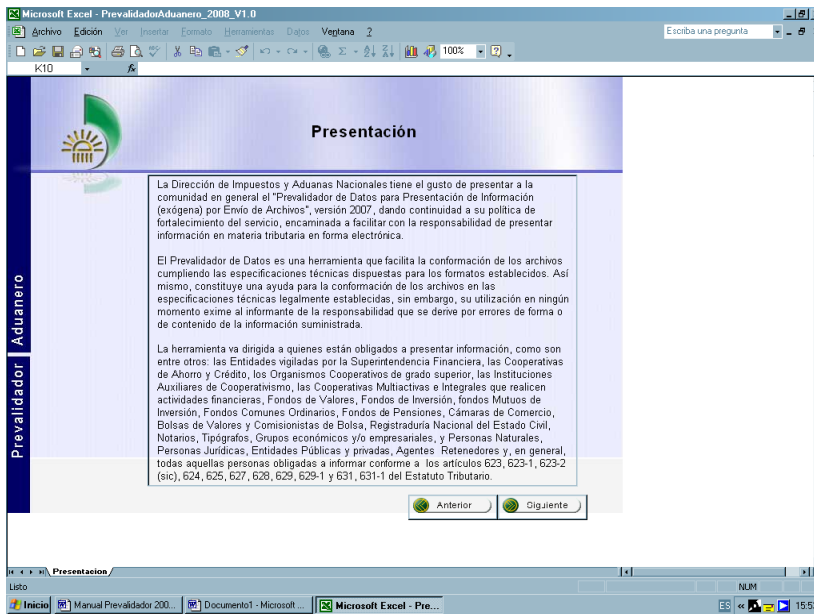 Microsoft Excel - PrevalidadorAduanero_2008_V1.0
Archivo Edición Ver Insertar Formato Herramientas Datos Ventana ?
Escriba una pregunta
100%
K10 fx
Presentación
La Dirección de Impuestos y Aduanas Nacionales tiene el gusto de presentar a la
comunidad en general el "Prevalidador de Datos para Presentación de Información
(exógena) por Envío de Archivos", versión 2007, dando continuidad a su política de
fortalecimiento del servicio, encaminada a facilitar con la responsabilidad de presentar
información en materia tributaria en forma electrónica.
El Prevalidador de Datos es una herramienta que facilita la conformación de los archivos
cumpliendo las especificaciones técnicas dispuestas para los formatos establecidos. Así
mismo, constituye una ayuda para la conformación de los archivos en las
especificaciones técnicas legalmente establecidas, sin embargo, su utilización en ningún
momento exime al informante de la responsabilidad que se derive por errores de forma o
de contenido de la información suministrada.
La herramienta va dirigida a quienes están obligados a presentar información, como son
entre otros: las Entidades vigiladas por la Superintendencia Financiera, las Cooperativas
de Ahorro y Crédito, los Organismos Cooperativos de grado superior, las Instituciones
Auxiliares de Cooperativismo, las Cooperativas Multiactivas e Integrales que realicen
actividades financieras, Fondos de Valores, Fondos de Inversión, fondos Mutuos de
Inversión, Fondos Comunes Ordinarios, Fondos de Pensiones, Cámaras de Comercio,
Bolsas de Valores y Comisionistas de Bolsa, Registraduría Nacional del Estado Civil,
Notarios, Tipógrafos, Grupos económicos y/o empresariales, y Personas Naturales,
Personas Jurídicas, Entidades Públicas y privadas, Agentes Retenedores y, en general,
todas aquellas personas obligadas a informar conforme a los artículos 623, 623-1, 623-2
(sic), 624, 625, 627, 628, 629, 629-1 y 631, 631-1 del Estatuto Tributario.
Prevalidador Aduanero
Anterior Siguiente
Presentacion
Listo NUM
Inicio Manual Prevalidador 200... Documento1 - Microsoft ... Microsoft Excel - Pre... ES « 15:5